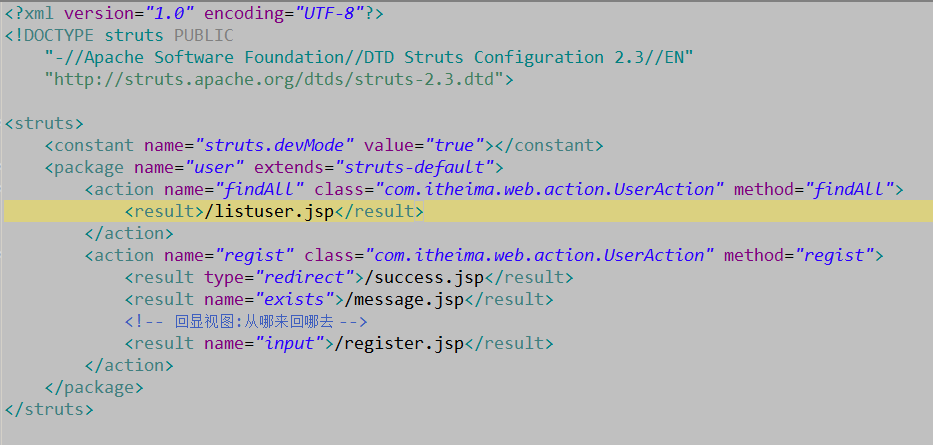 <?xml version="1.0" encoding="UTF-8"?>
<!DOCTYPE struts PUBLIC
"-//Apache Software Foundation//DTD Struts Configuration 2.3//EN"
"http://struts.apache.org/dtds/struts-2.3.dtd">
<struts>
<constant name="struts.devMode" value="true"></constant>
<package name="user" extends="struts-default">
<action name="findAll" class="com.itheima.web.action.UserAction" method="findAll">
<result>/listuser.jsp</result>
</action>
<action name="regist" class="com.itheima.web.action.UserAction" method="regist">
<result type="redirect">/success.jsp</result>
<result name="exists">/message.jsp</result>
<!-- 回显视图:从哪来回哪去 -->
<result name="input">/register.jsp</result>
</action>
</package>
</struts>